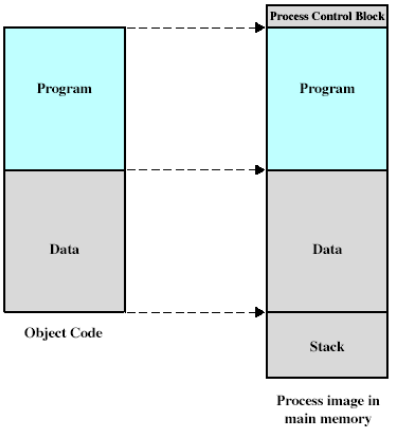 Process Control Block
Program
Program
Data
Data
Object Code
Stack
Process image in
main memory